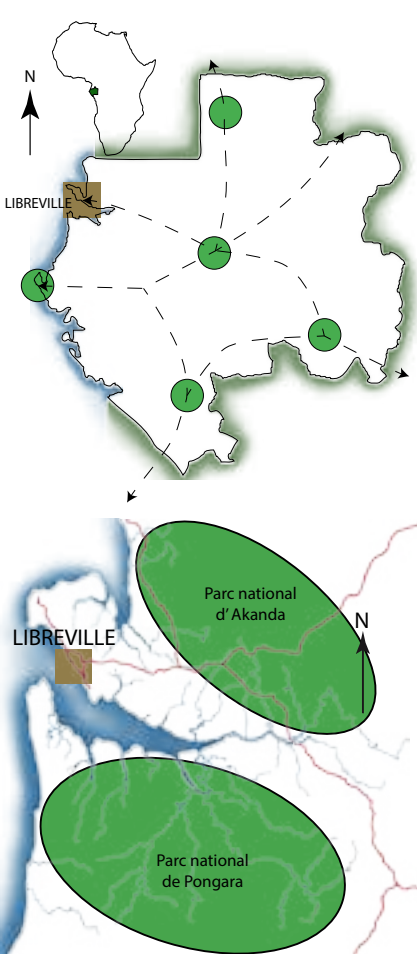 N
LIBREVILLE
Parc national
d' Akanda
N
LIBREVILLE
Parc national
de Pongara